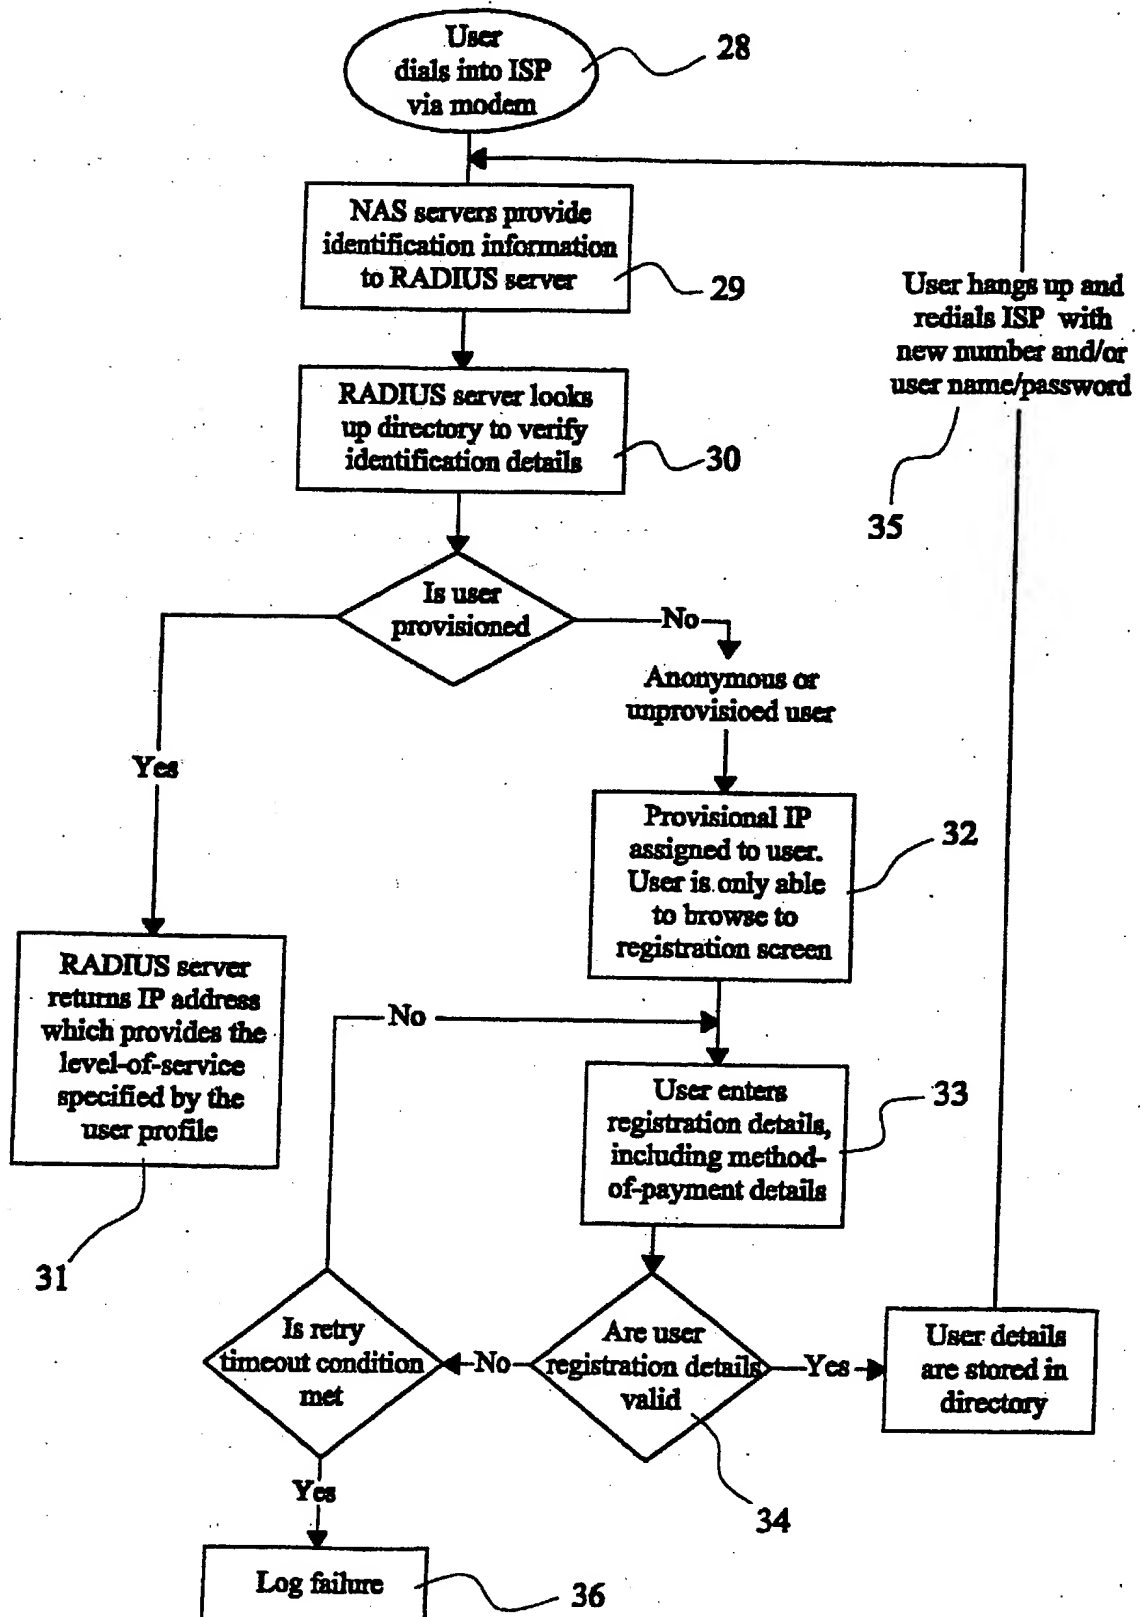 User
dials into ISP
via modem
28
NAS servers provide
identification information
to RADIUS server
29
User hangs up and
redials ISP with
new number and/or
user name/password
35
RADIUS server looks
up directory to verify
identification details
30
Is user
provisioned
No
Anonymous or
unprovisioed user
Yes
Provisional IP
assigned to user.
User is only able
to browse to
registration screen
32
RADIUS server
returns IP address
which provides the
level-of-service
specified by the
user profile
31
No
User enters
registration details,
including method-
of-payment details
33
Is retry
timeout condition
met
No
Are user
registration details
valid
34
Yes
User details
are stored in
directory
Yes
Log failure
36